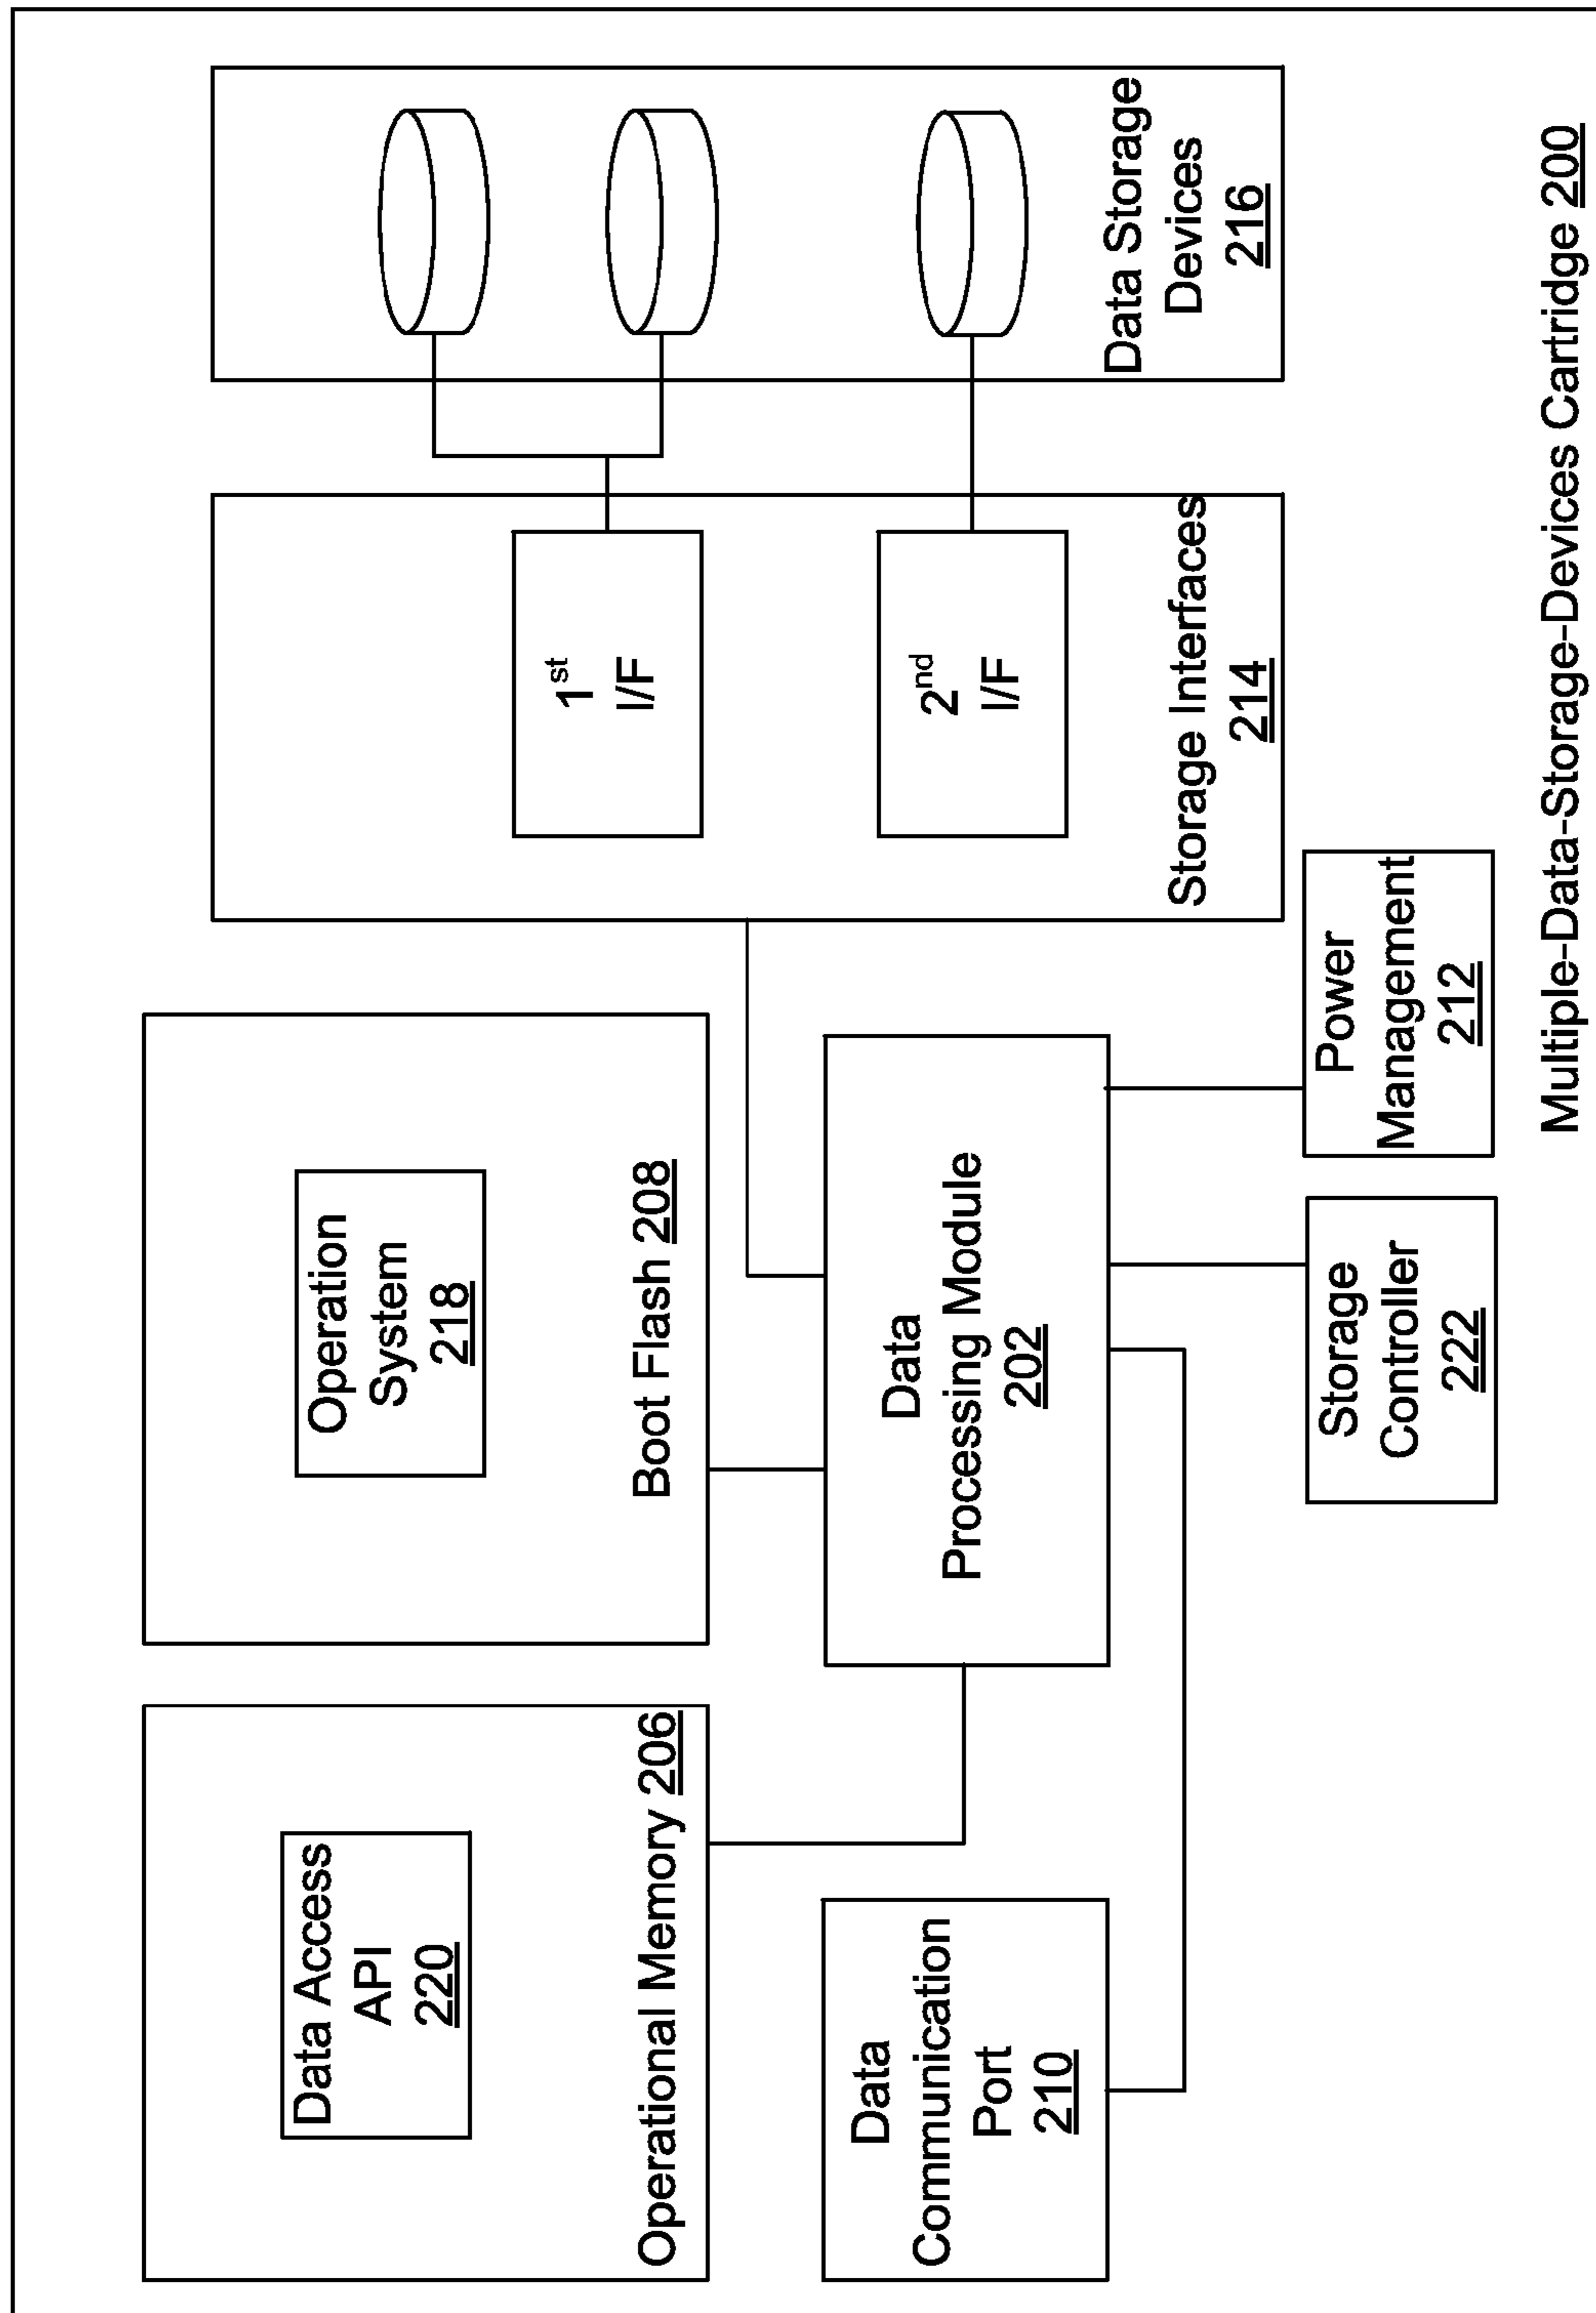 Data Access
API
220
Operational Memory 206
Operation
System
218
Boot Flash 208
1st
I/F
2nd
I/F
Storage Interfaces
214
Data Storage
Devices
216
Data
Communication
Port
210
Data
Processing Module
202
Storage
Controller
222
Power
Management
212
Multiple-Data-Storage-Devices Cartridge 200